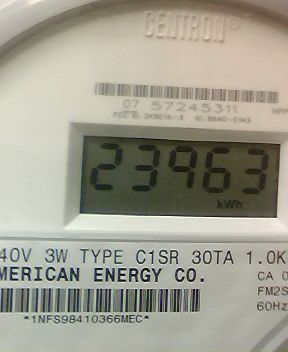 CENTRON®
07 57245311
23963
kWh
40V 3W TYPE C1SR 30TA 1.0K
MERICAN ENERGY CO.
CA 0
FM2S
60Hz
*1NFS98410366MEC*